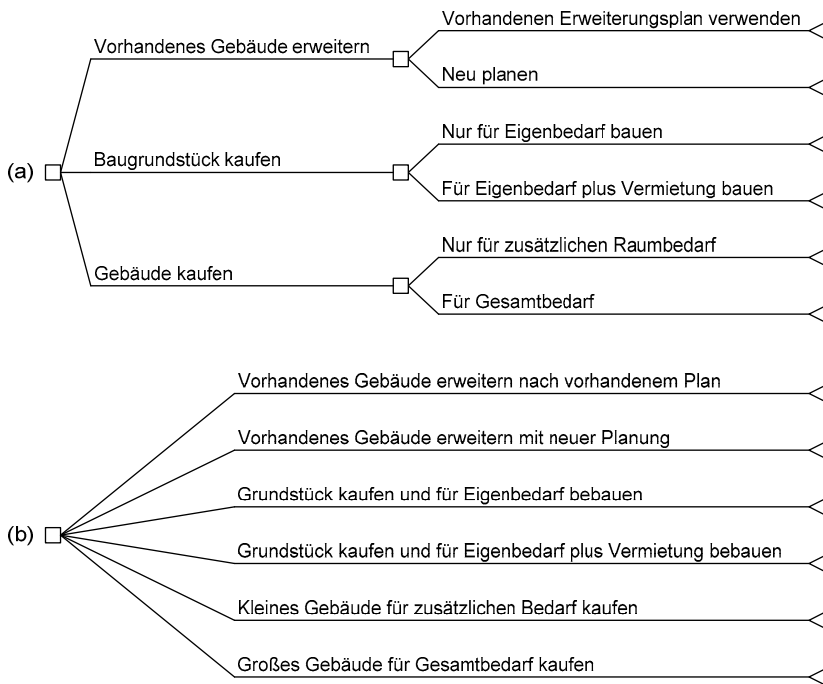 Vorhandenen Erweiterungsplan verwenden
Vorhandenes Gebäude erweitern
Neu planen
Nur für Eigenbedarf bauen
(a)
Baugrundstück kaufen
Für Eigenbedarf plus Vermietung bauen
Nur für zusätzlichen Raumbedarf
Gebäude kaufen
Für Gesamtbedarf
Vorhandenes Gebäude erweitern nach vorhandenem Plan
Vorhandenes Gebäude erweitern mit neuer Planung
Grundstück kaufen und für Eigenbedarf bebauen
(b)
Grundstück kaufen und für Eigenbedarf plus Vermietung bebauen
Kleines Gebäude für zusätzlichen Bedarf kaufen
Großes Gebäude für Gesamtbedarf kaufen